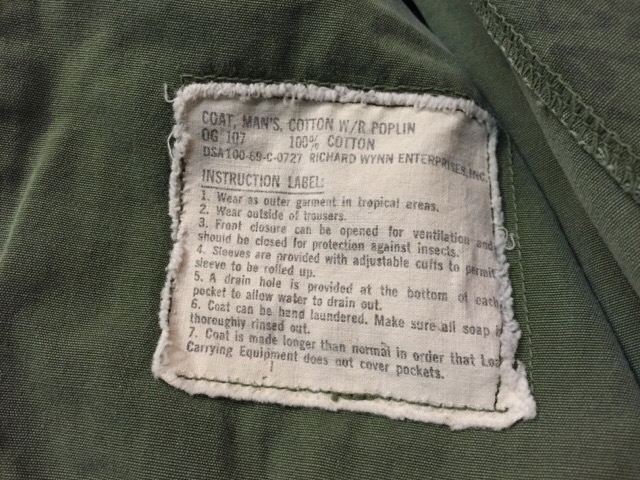 COAT, MAN'S, COTTON W/R POPLIN
OG 107 100% COTTON
DSA100-69-C-0727 RICHARD WYNN ENTERPRISES, INC.
INSTRUCTION LABEL:
1. Wear as outer garment in tropical areas.
2. Wear outside of trousers.
3. Front closure can be opened for ventilation and
should be closed for protection against insects.
4. Sleeves are provided with adjustable cuffs to permit
sleeve to be rolled up.
5. A drain hole is provided at the bottom of each
pocket to allow water to drain out.
6. Coat can be hand laundered. Make sure all soap
thoroughly rinsed out.
7. Coat is made longer than normal in order that
Carrying Equipment does not cover pockets.